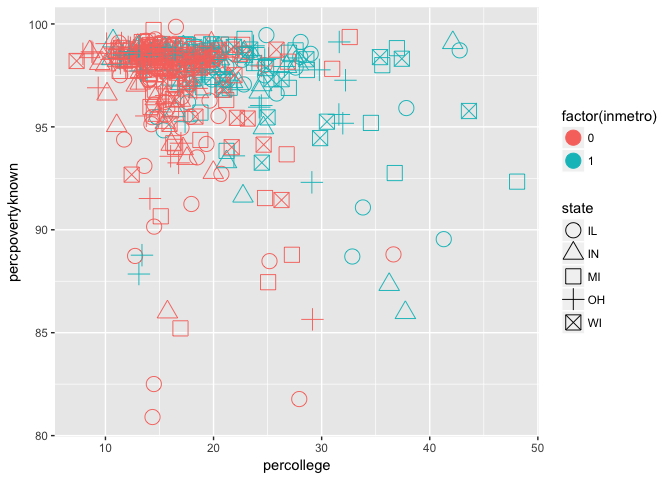 100
95
90
85
80
percpovertyknown
10 20 30 40 50
percollege
factor(inmetro)
0
1
state
IL
IN
MI
OH
WI